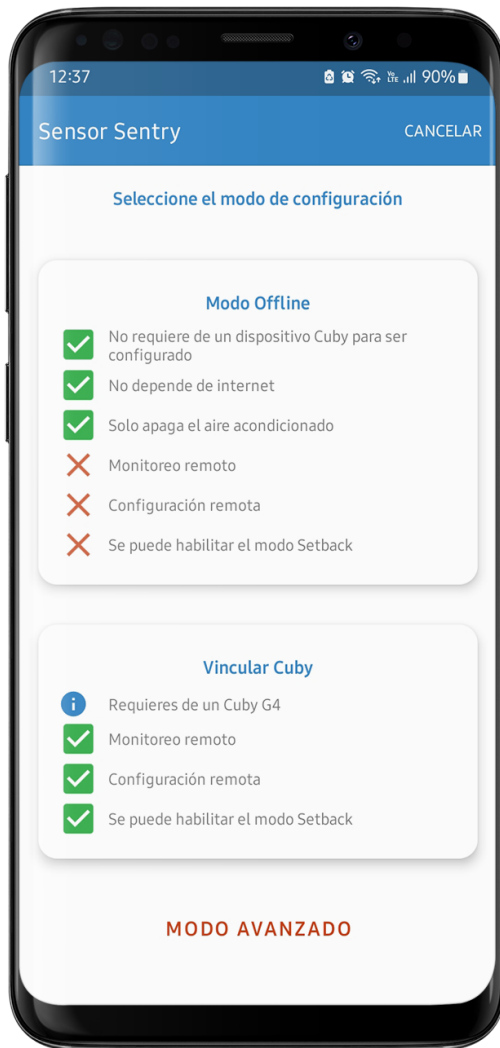 12:37
Vo
LTE
90%
Sensor Sentry
CANCELAR
Seleccione el modo de configuración
Modo Offline
No requiere de un dispositivo Cuby para ser
configurado
No depende de internet
Solo apaga el aire acondicionado
Monitoreo remoto
Configuración remota
Se puede habilitar el modo Setback
Vincular Cuby
Requieres de un Cuby G4
Monitoreo remoto
Configuración remota
Se puede habilitar el modo Setback
MODO AVANZADO